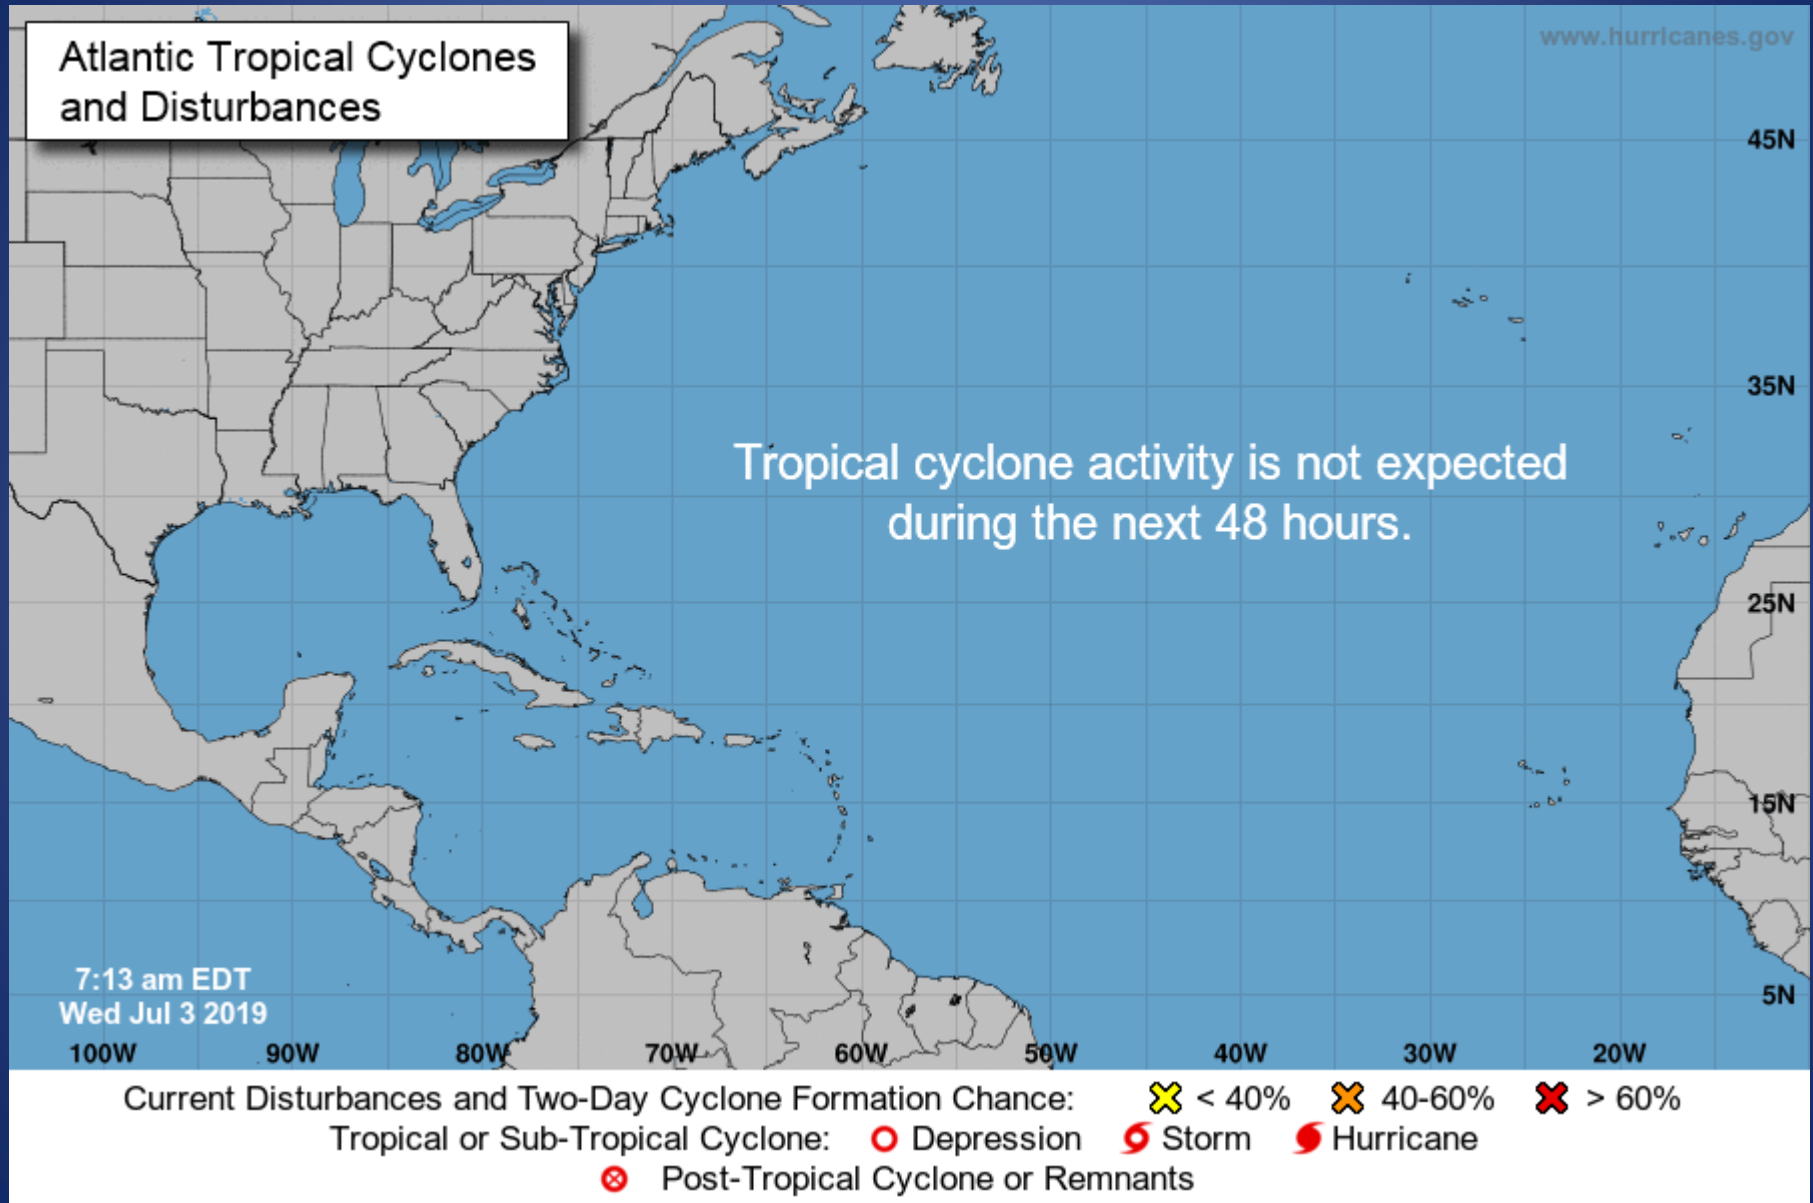 Atlantic Tropical Cyclones
and Disturbances
www.hurricanes.gov
45N
35N
Tropical cyclone activity is not expected
during the next 48 hours.
25N
15N
7:13 am EDT
Wed Jul 3 2019
5N
100W 90W 80W 70W 60W 50W 40W 30W 20W
Current Disturbances and Two-Day Cyclone Formation Chance: < 40% 40-60% > 60%
Tropical or Sub-Tropical Cyclone: Depression Storm Hurricane
Post-Tropical Cyclone or Remnants